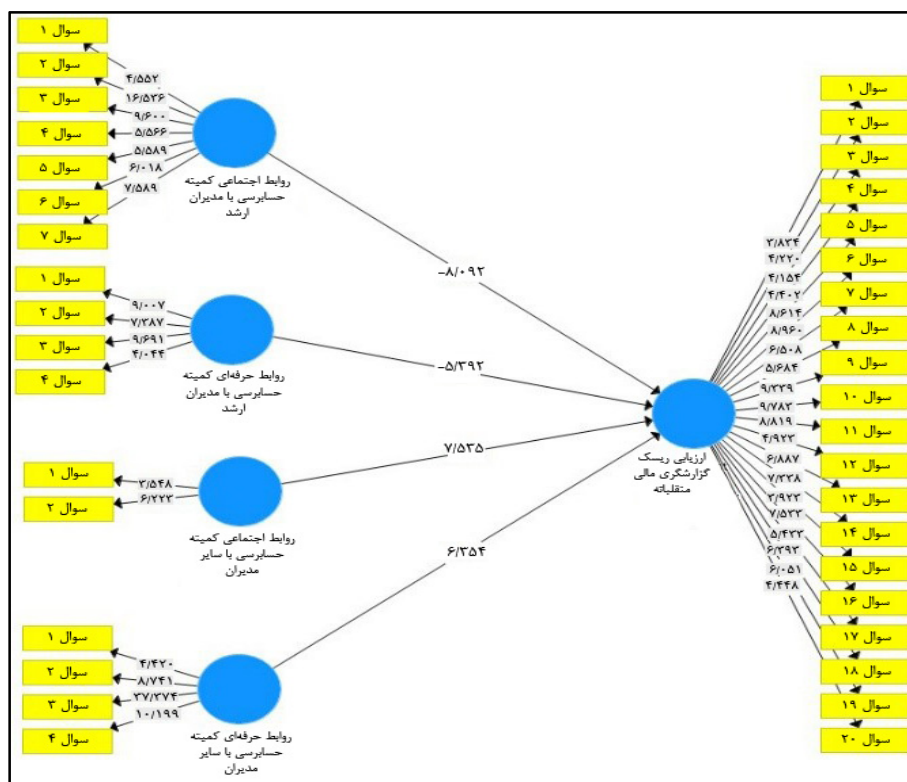 سوال ۱
سوال ۲
سوال ۳
سوال ۴
سوال ۵
سوال ۶
سوال ۷
۴/۵۵۲
۱۶/۵۳۶
۹/۶۰۰
۵/۵۶۶
۵/۵۸۹
۶/۰۱۸
۷/۵۸۹
روابط اجتماعی کمیته
حسابرسی با مدیران
ارشد
-۸/۰۹۲
سوال ۱
سوال ۲
سوال ۳
سوال ۴
۹/۰۰۷
۷/۳۸۷
۹/۶۹۱
۴/۰۴۴
روابط حرفه‌ای کمیته
حسابرسی با مدیران
ارشد
-۵/۳۹۲
سوال ۱
سوال ۲
۳/۵۴۸
۶/۲۲۳
روابط اجتماعی کمیته
حسابرسی با سایر
مدیران
۷/۵۳۵
سوال ۱
سوال ۲
سوال ۳
سوال ۴
۴/۴۲۰
۸/۷۴۱
۳۷/۳۷۴
۱۰/۱۹۹
روابط حرفه‌ای کمیته
حسابرسی با سایر
مدیران
۶/۳۵۴
ارزیابی ریسک
گزارشگری مالی
متقلبانه
۳/۸۳۴
۴/۲۲۰
۴/۱۵۴
۴/۴۰۲
۸/۶۱۴
۸/۹۶۰
۶/۵۰۸
۵/۶۸۴
۹/۳۳۹
۹/۷۸۳
۸/۸۱۹
۴/۹۲۳
۶/۸۸۷
۷/۳۳۸
۳/۹۲۳
۷/۵۳۳
۵/۴۳۳
۶/۳۹۳
۶/۰۵۱
۴/۴۴۸
سوال ۱
سوال ۲
سوال ۳
سوال ۴
سوال ۵
سوال ۶
سوال ۷
سوال ۸
سوال ۹
سوال ۱۰
سوال ۱۱
سوال ۱۲
سوال ۱۳
سوال ۱۴
سوال ۱۵
سوال ۱۶
سوال ۱۷
سوال ۱۸
سوال ۱۹
سوال ۲۰